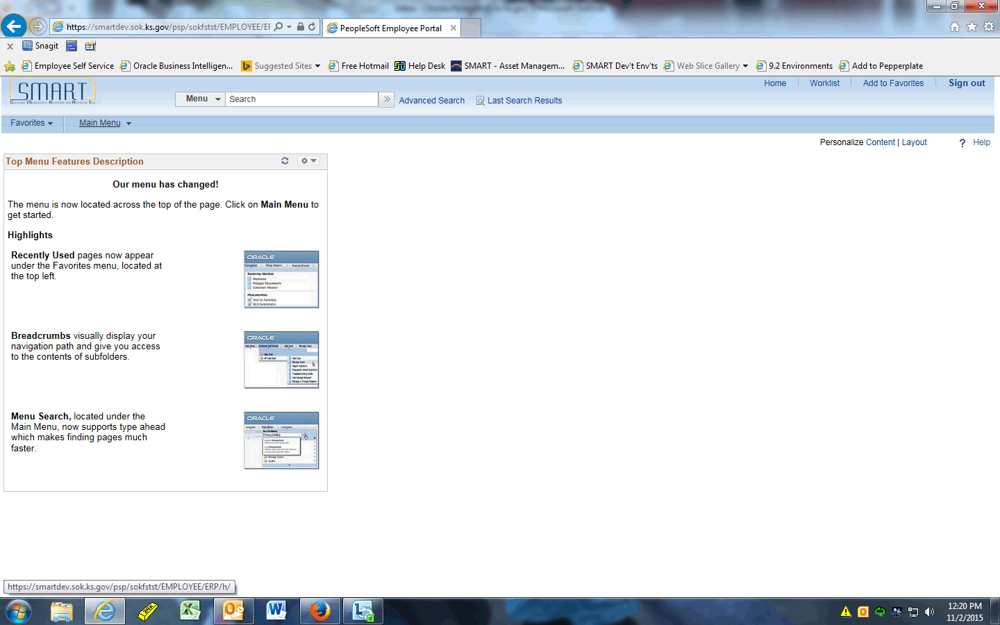 https://smartdev.sok.ks.gov/psp/sokfstst/EMPLOYEE/EF
PeopleSoft Employee Portal
x Snagit
Employee Self Service Oracle Business Intelligen... Suggested Sites Free Hotmail Help Desk SMART - Asset Managem... SMART Dev't Env'ts Web Slice Gallery 9.2 Environments Add to Pepperplate
SMART
Home Worklist Add to Favorites Sign out
Menu Search Advanced Search Last Search Results
Favorites Main Menu
Personalize Content | Layout ? Help
Top Menu Features Description
Our menu has changed!
The menu is now located across the top of the page. Click on Main Menu to
get started.
Highlights
Recently Used pages now appear
under the Favorites menu, located at
the top left.
ORACLE
Breadcrumbs visually display your
navigation path and give you access
to the contents of subfolders.
ORACLE
Menu Search, located under the
Main Menu, now supports type ahead
which makes finding pages much
faster.
ORACLE
https://smartdev.sok.ks.gov/psp/sokfstst/EMPLOYEE/ERP/h/
12:20 PM
11/2/2015